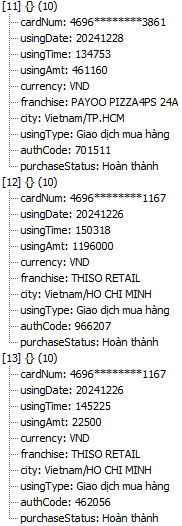 [11] {} (10)
cardNum: 4696********3861
usingDate: 20241228
usingTime: 134753
usingAmt: 461160
currency: VND
franchise: PAYOO PIZZA4PS 24A
city: Vietnam/TP.HCM
usingType: Giao dịch mua hàng
authCode: 701511
purchaseStatus: Hoàn thành
[12] {} (10)
cardNum: 4696********1167
usingDate: 20241226
usingTime: 150318
usingAmt: 1196000
currency: VND
franchise: THISO RETAIL
city: Vietnam/HO CHI MINH
usingType: Giao dịch mua hàng
authCode: 966207
purchaseStatus: Hoàn thành
[13] {} (10)
cardNum: 4696********1167
usingDate: 20241226
usingTime: 145225
usingAmt: 22500
currency: VND
franchise: THISO RETAIL
city: Vietnam/HO CHI MINH
usingType: Giao dịch mua hàng
authCode: 462056
purchaseStatus: Hoàn thành